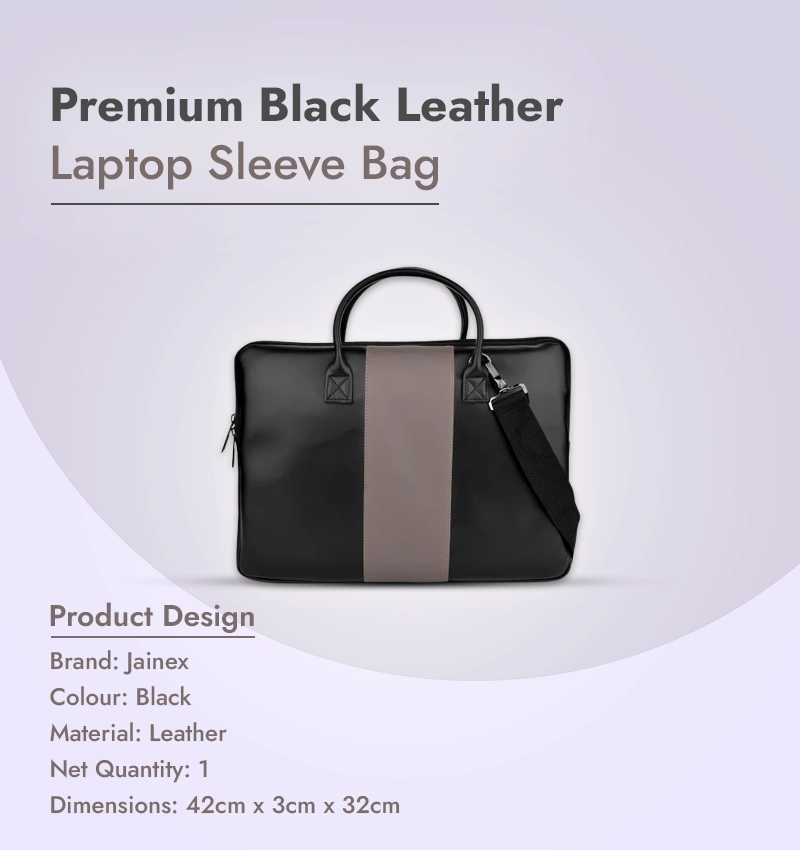 Premium Black Leather
Laptop Sleeve Bag
Product Design
Brand: Jainex
Colour: Black
Material: Leather
Net Quantity: 1
Dimensions: 42cm x 3cm x 32cm